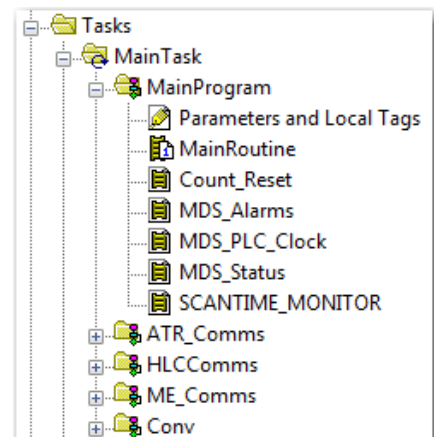 Tasks
MainTask
MainProgram
Parameters and Local Tags
MainRoutine
Count_Reset
MDS_Alarms
MDS_PLC_Clock
MDS_Status
SCANTIME_MONITOR
ATR_Comms
HLCComms
ME_Comms
Conv